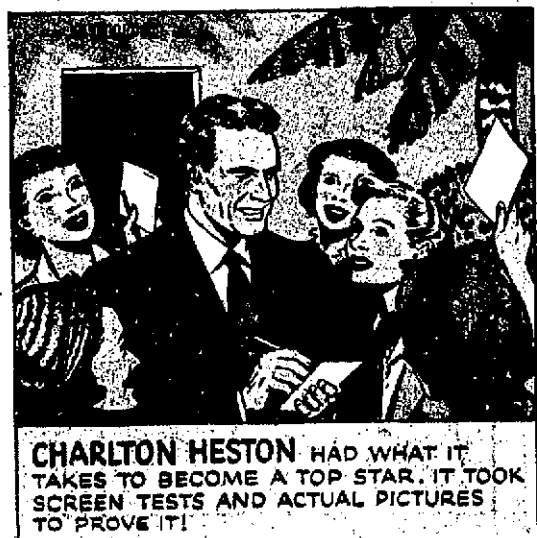 CHARLTON HESTON HAD WHAT IT
TAKES TO BECOME A TOP STAR. IT TOOK
SCREEN TESTS AND ACTUAL PICTURES
TO PROVE IT!